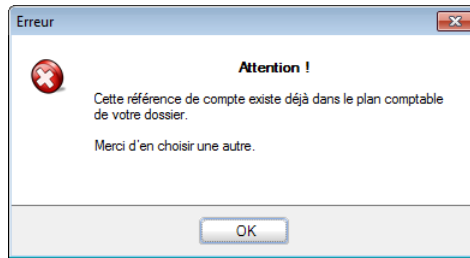 Erreur
Attention !
Cette référence de compte existe déjà dans le plan comptable
de votre dossier.
Merci d'en choisir une autre.
OK